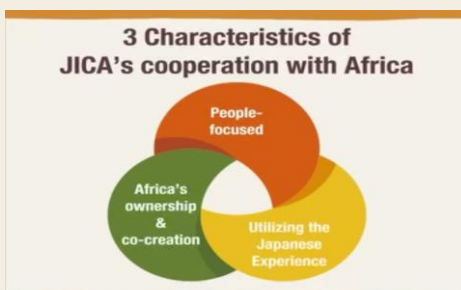 3 Characteristics of
JICA's cooperation with Africa
People-
focused
Africa's
ownership
&
co-creation
Utilizing the
Japanese
Experience